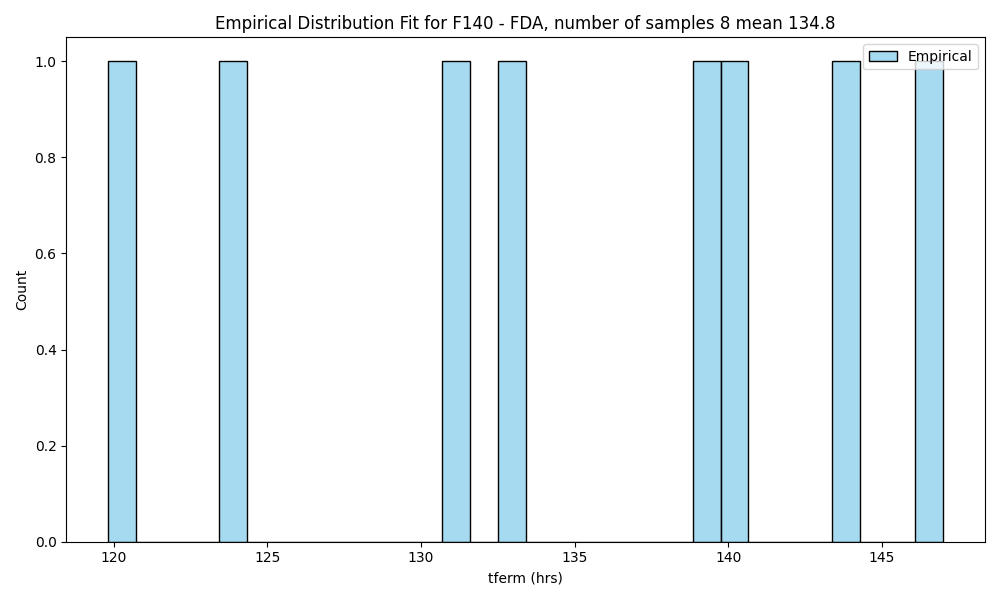 Empirical Distribution Fit for F140 - FDA, number of samples 8 mean 134.8
Empirical
1.0
0.8
0.6
0.4
0.2
0.0
Count
120 125 130 135 140 145
tferm (hrs)